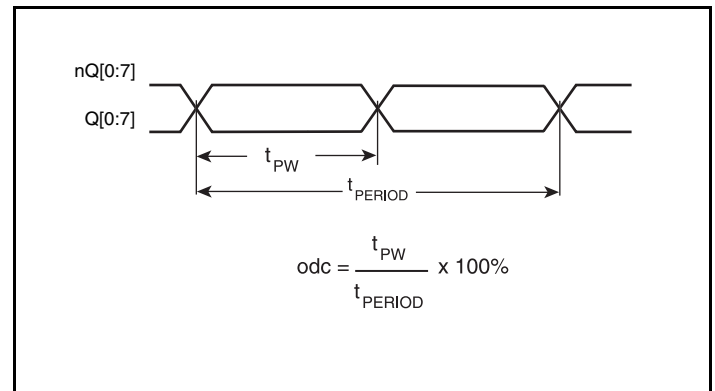 nQ[0:7]
Q[0:7]
tPW
tPERIOD
odc = tPW / tPERIOD x 100%